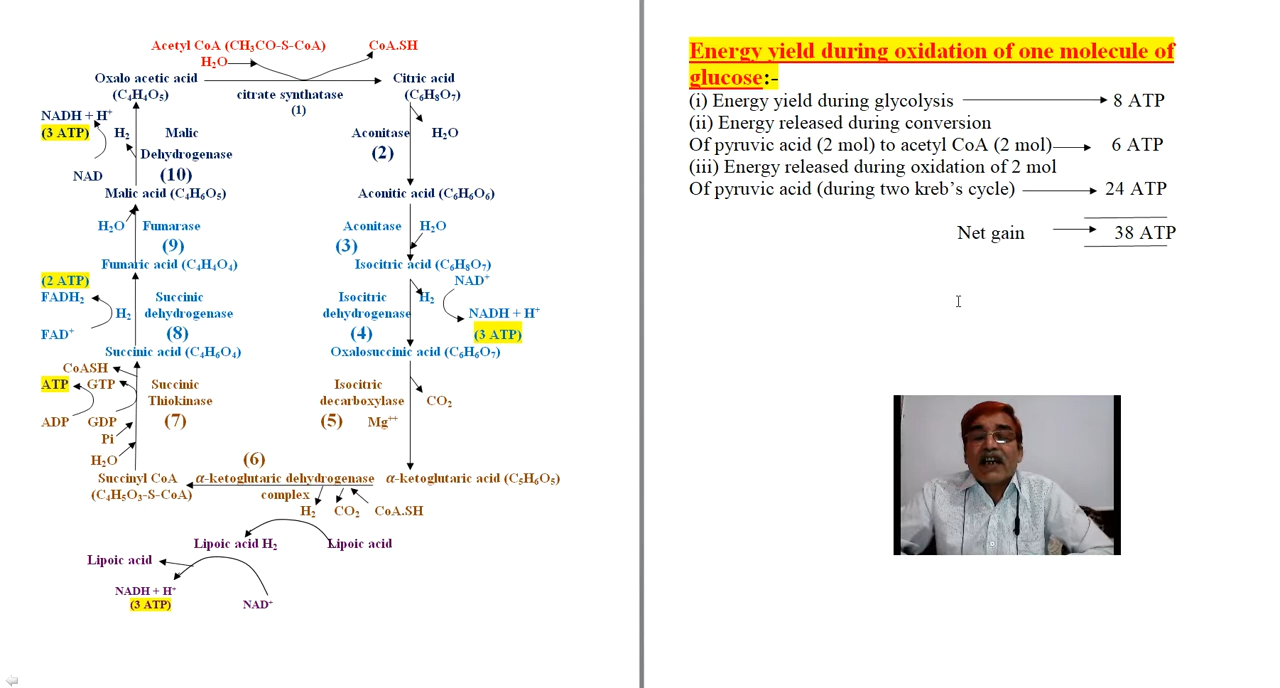 Acetyl CoA (CH₃CO-S-CoA) CoA.SH
H₂O
Oxalo acetic acid Citric acid
(C₄H₄O₅) citrate synthatase (C₆H₈O₇)
(1)
NADH + H⁺
(3 ATP) H₂ Malic Aconitase H₂O
Dehydrogenase (2)
NAD (10)
Malic acid (C₄H₆O₅) Aconitic acid (C₆H₆O₆)
H₂O Fumarase Aconitase H₂O
(9) (3)
Fumaric acid (C₄H₄O₄) Isocitric acid (C₆H₈O₇)
(2 ATP) NAD⁺
FADH₂ Succinic Isocitric H₂
H₂ dehydrogenase dehydrogenase NADH + H⁺
FAD⁺ (8) (4) (3 ATP)
Succinic acid (C₄H₆O₄) Oxalosuccinic acid (C₆H₆O₇)
CoASH
ATP GTP Succinic Isocitric
Thiokinase decarboxylase CO₂
ADP GDP (7) (5) Mg⁺⁺
Pi
H₂O (6)
Succinyl CoA α-ketoglutaric dehydrogenase α-ketoglutaric acid (C₅H₆O₅)
(C₄H₅O₃-S-CoA) complex
H₂ CO₂ CoA.SH
Lipoic acid H₂ Lipoic acid
Lipoic acid
NADH + H⁺
(3 ATP) NAD⁺
Energy yield during oxidation of one molecule of
glucose:-
(i) Energy yield during glycolysis 8 ATP
(ii) Energy released during conversion
Of pyruvic acid (2 mol) to acetyl CoA (2 mol) 6 ATP
(iii) Energy released during oxidation of 2 mol
Of pyruvic acid (during two kreb’s cycle) 24 ATP
Net gain 38 ATP